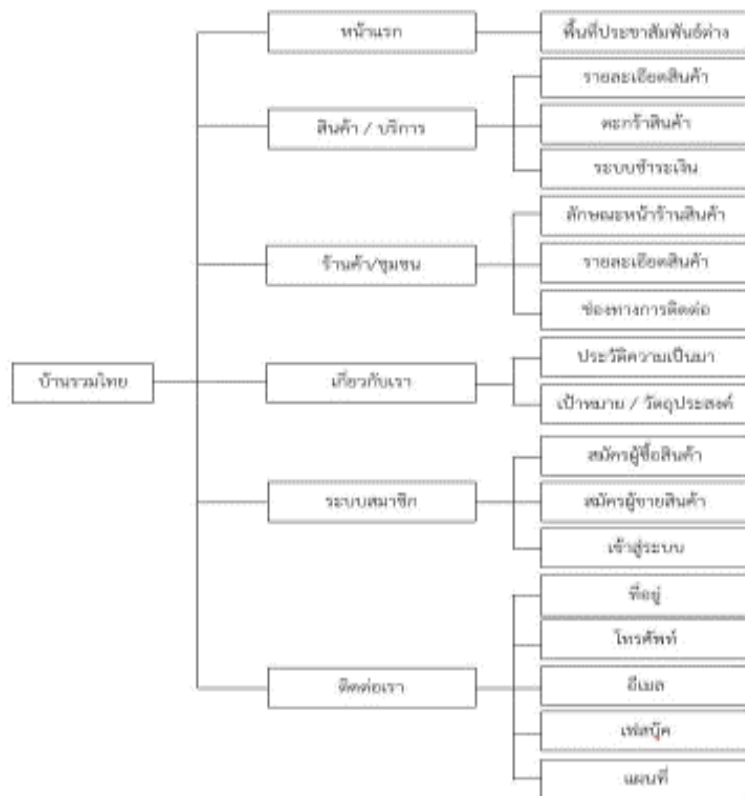 บ้านรวมไทย
หน้าแรก
พื้นที่ประชาสัมพันธ์ต่าง
สินค้า / บริการ
รายละเอียดสินค้า
ตะกร้าสินค้า
ระบบชำระเงิน
ร้านค้า/ชุมชน
ลักษณะหน้าร้านสินค้า
รายละเอียดสินค้า
ช่องทางการติดต่อ
เกี่ยวกับเรา
ประวัติความเป็นมา
เป้าหมาย / วัตถุประสงค์
ระบบสมาชิก
สมัครผู้ซื้อสินค้า
สมัครผู้ขายสินค้า
เข้าสู่ระบบ
ติดต่อเรา
ที่อยู่
โทรศัพท์
อีเมล
เฟสบุ๊ค
แผนที่